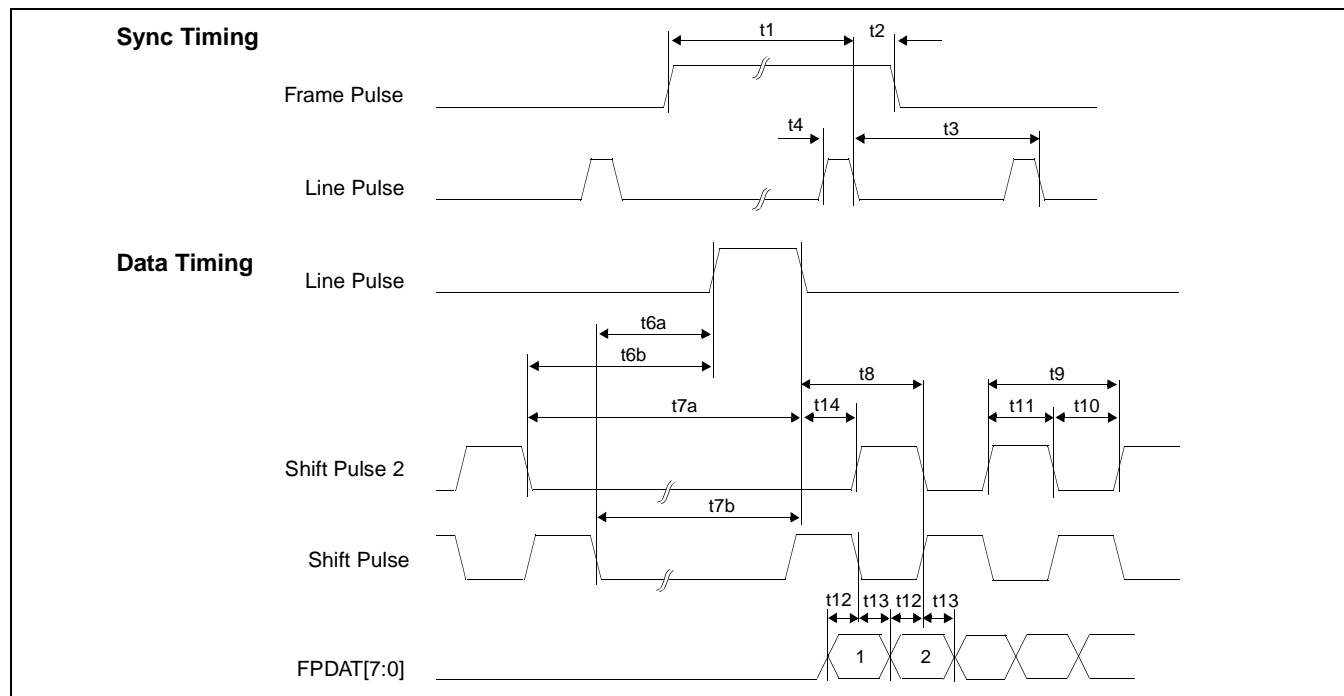 Sync Timing
t1
t2
Frame Pulse
t4
t3
Line Pulse
Data Timing
Line Pulse
t6a
t6b
t8
t9
t7a
t14
t11
t10
Shift Pulse 2
t7b
Shift Pulse
t12
t13
t12
t13
1
2
FPDAT[7:0]